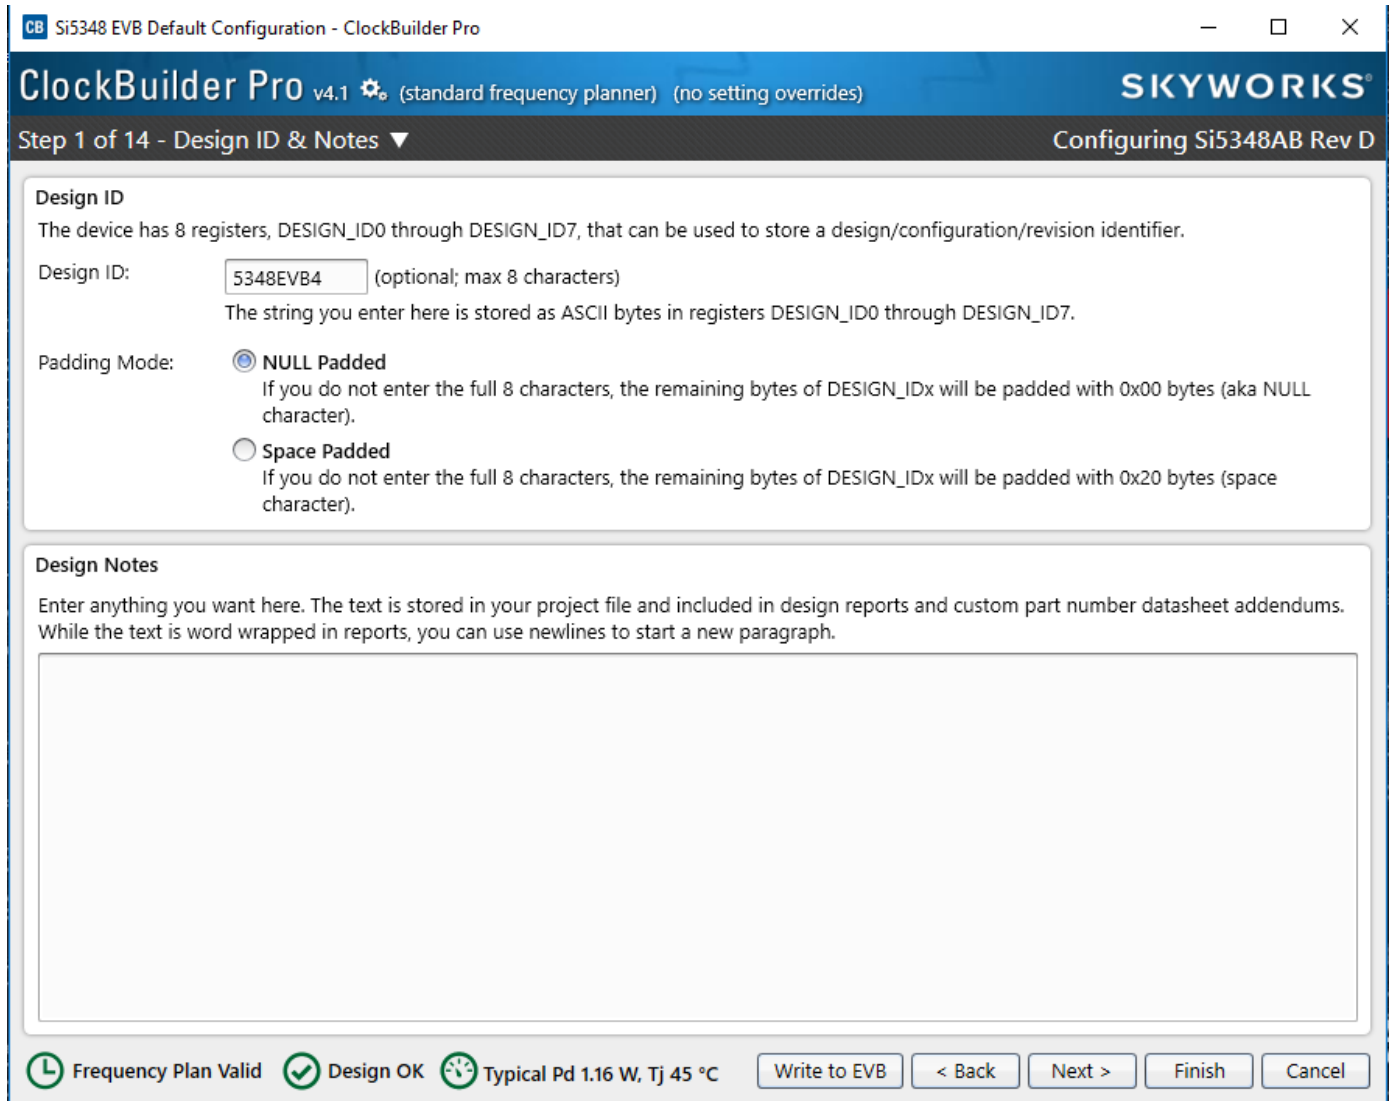 CB Si5348 EVB Default Configuration - ClockBuilder Pro
ClockBuilder Pro v4.1 (standard frequency planner) (no setting overrides) SKYWORKS®
Step 1 of 14 - Design ID & Notes ▼ Configuring Si5348AB Rev D
Design ID
The device has 8 registers, DESIGN_ID0 through DESIGN_ID7, that can be used to store a design/configuration/revision identifier.
Design ID: 5348EVB4 (optional; max 8 characters)
The string you enter here is stored as ASCII bytes in registers DESIGN_ID0 through DESIGN_ID7.
Padding Mode: NULL Padded
If you do not enter the full 8 characters, the remaining bytes of DESIGN_IDx will be padded with 0x00 bytes (aka NULL
character).
Space Padded
If you do not enter the full 8 characters, the remaining bytes of DESIGN_IDx will be padded with 0x20 bytes (space
character).
Design Notes
Enter anything you want here. The text is stored in your project file and included in design reports and custom part number datasheet addendums.
While the text is word wrapped in reports, you can use newlines to start a new paragraph.
Frequency Plan Valid Design OK Typical Pd 1.16 W, Tj 45 °C Write to EVB < Back Next > Finish Cancel